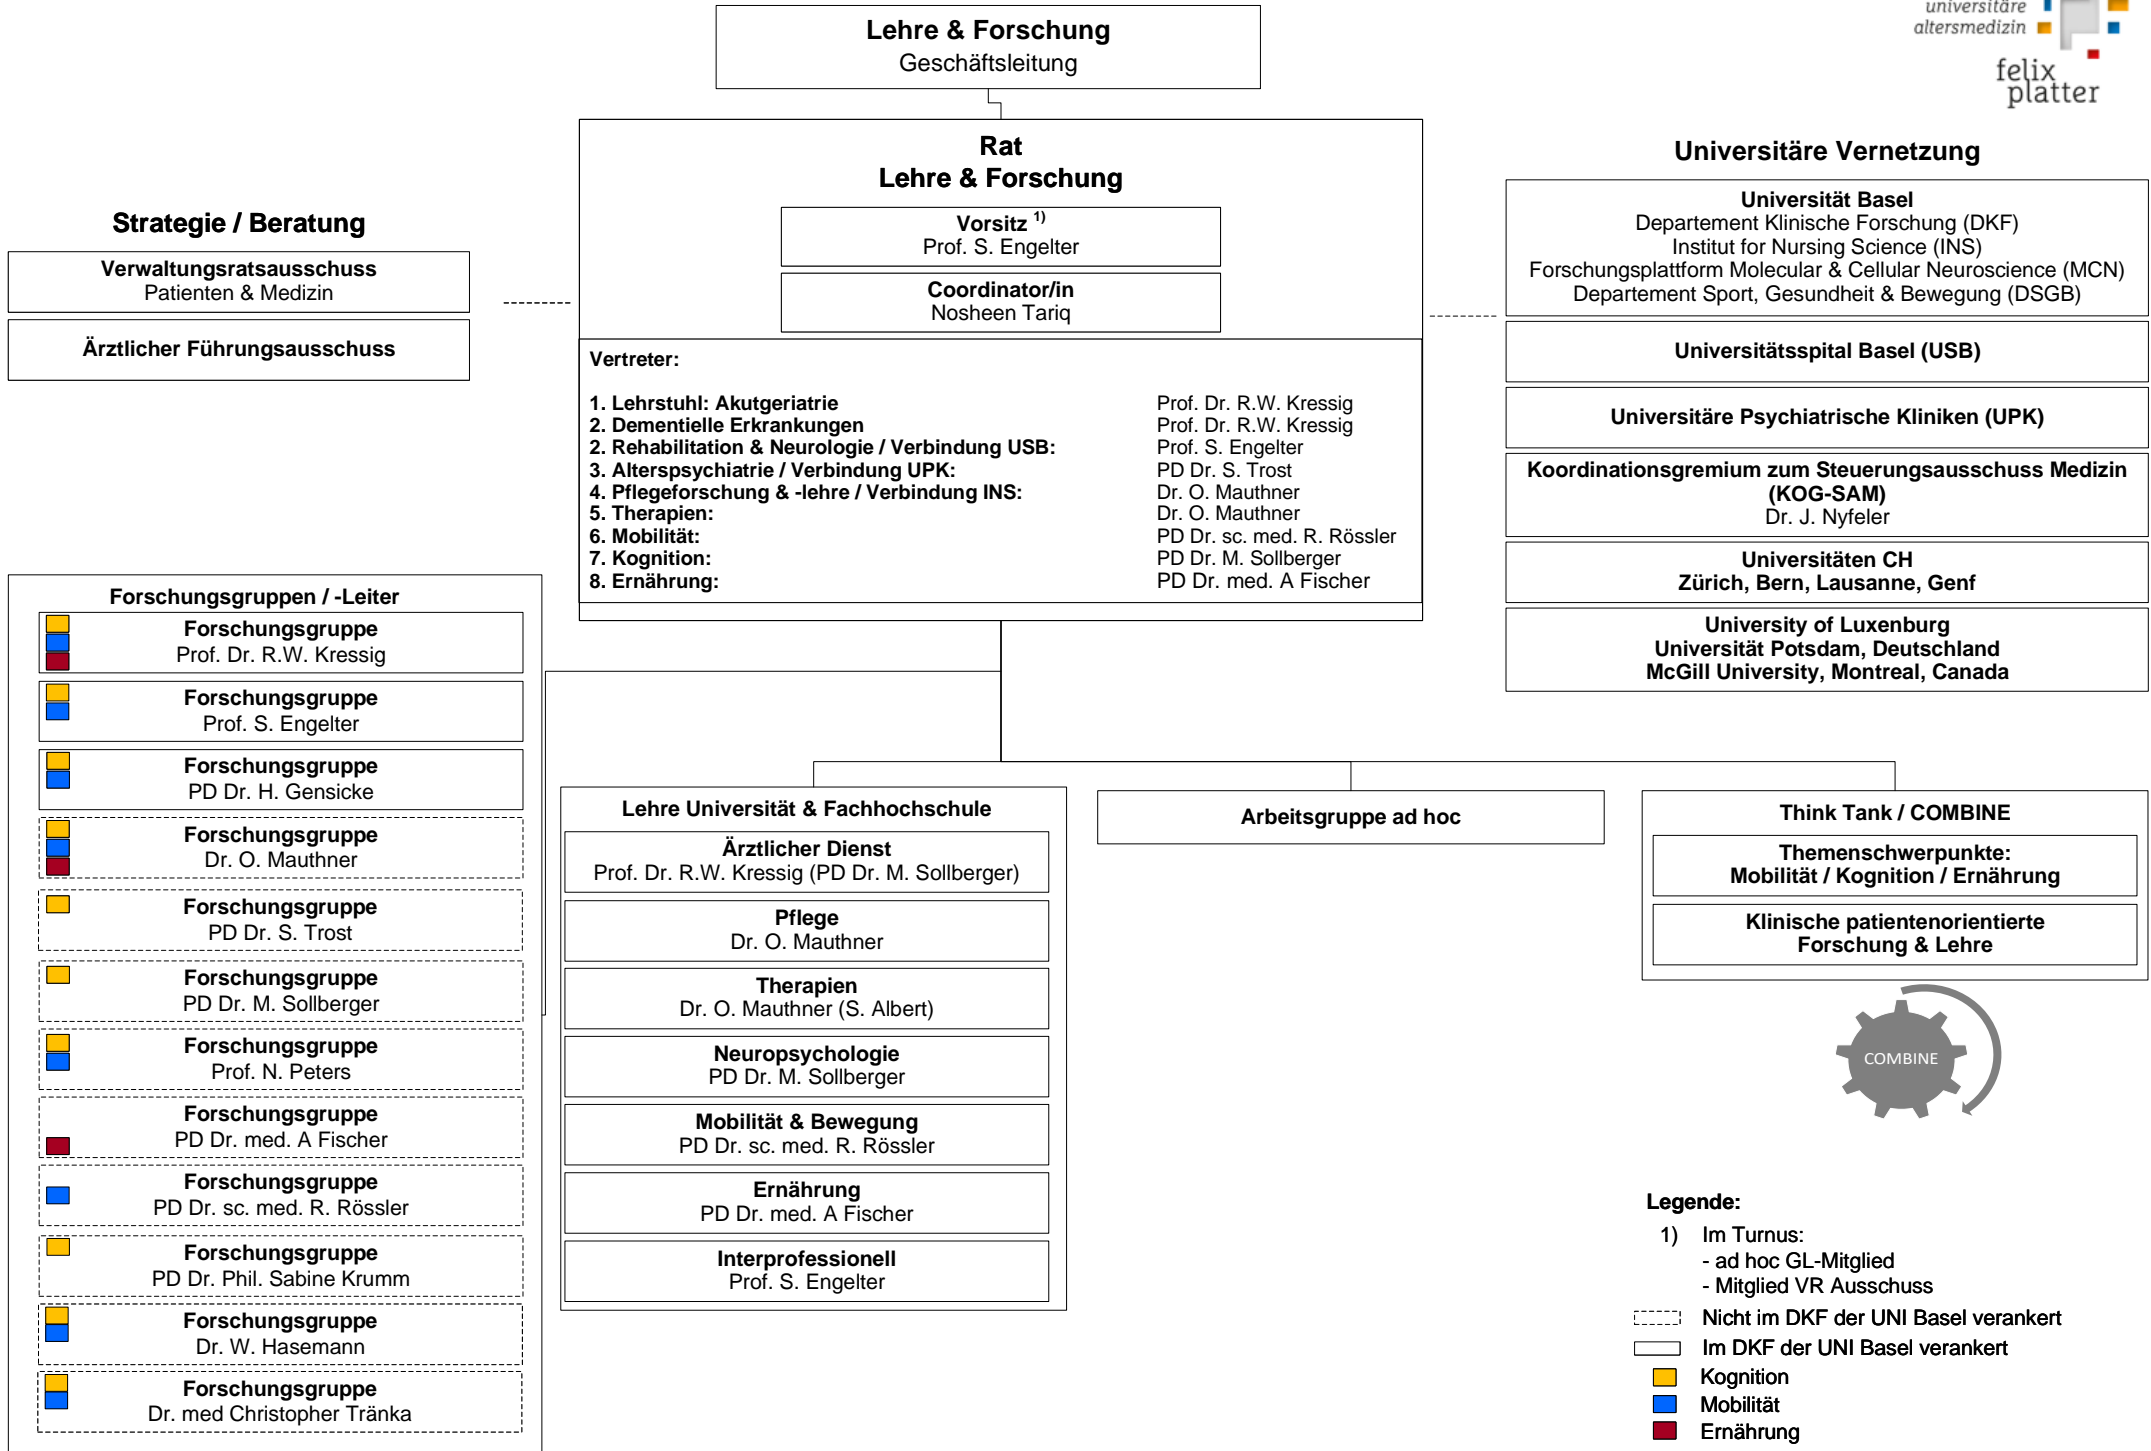 Lehre & Forschung
Geschäftsleitung
universitäre
altersmedizin
felix
platter
Rat
Lehre & Forschung
Vorsitz 1)
Prof. S. Engelter
Coordinator/in
Nosheen Tariq
Vertreter:
1. Lehrstuhl: Akutgeriatrie Prof. Dr. R.W. Kressig
2. Dementielle Erkrankungen Prof. Dr. R.W. Kressig
2. Rehabilitation & Neurologie / Verbindung USB: Prof. S. Engelter
3. Alterspsychiatrie / Verbindung UPK: PD Dr. S. Trost
4. Pflegeforschung & -lehre / Verbindung INS: Dr. O. Mauthner
5. Therapien: Dr. O. Mauthner
6. Mobilität: PD Dr. sc. med. R. Rössler
7. Kognition: PD Dr. M. Sollberger
8. Ernährung: PD Dr. med. A Fischer
Strategie / Beratung
Verwaltungsratsausschuss
Patienten & Medizin
Ärztlicher Führungsausschuss
Universitäre Vernetzung
Universität Basel
Departement Klinische Forschung (DKF)
Institut for Nursing Science (INS)
Forschungsplattform Molecular & Cellular Neuroscience (MCN)
Departement Sport, Gesundheit & Bewegung (DSGB)
Universitätsspital Basel (USB)
Universitäre Psychiatrische Kliniken (UPK)
Koordinationsgremium zum Steuerungsausschuss Medizin
(KOG-SAM)
Dr. J. Nyfeler
Universitäten CH
Zürich, Bern, Lausanne, Genf
University of Luxenburg
Universität Potsdam, Deutschland
McGill University, Montreal, Canada
Forschungsgruppen / -Leiter
Forschungsgruppe
Prof. Dr. R.W. Kressig
Forschungsgruppe
Prof. S. Engelter
Forschungsgruppe
PD Dr. H. Gensicke
Forschungsgruppe
Dr. O. Mauthner
Forschungsgruppe
PD Dr. S. Trost
Forschungsgruppe
PD Dr. M. Sollberger
Forschungsgruppe
Prof. N. Peters
Forschungsgruppe
PD Dr. med. A Fischer
Forschungsgruppe
PD Dr. sc. med. R. Rössler
Forschungsgruppe
PD Dr. Phil. Sabine Krumm
Forschungsgruppe
Dr. W. Hasemann
Forschungsgruppe
Dr. med Christopher Tränka
Lehre Universität & Fachhochschule
Ärztlicher Dienst
Prof. Dr. R.W. Kressig (PD Dr. M. Sollberger)
Pflege
Dr. O. Mauthner
Therapien
Dr. O. Mauthner (S. Albert)
Neuropsychologie
PD Dr. M. Sollberger
Mobilität & Bewegung
PD Dr. sc. med. R. Rössler
Ernährung
PD Dr. med. A Fischer
Interprofessionell
Prof. S. Engelter
Arbeitsgruppe ad hoc
Think Tank / COMBINE
Themenschwerpunkte:
Mobilität / Kognition / Ernährung
Klinische patientenorientierte
Forschung & Lehre
COMBINE
Legende:
1) Im Turnus:
- ad hoc GL-Mitglied
- Mitglied VR Ausschuss
Nicht im DKF der UNI Basel verankert
Im DKF der UNI Basel verankert
Kognition
Mobilität
Ernährung